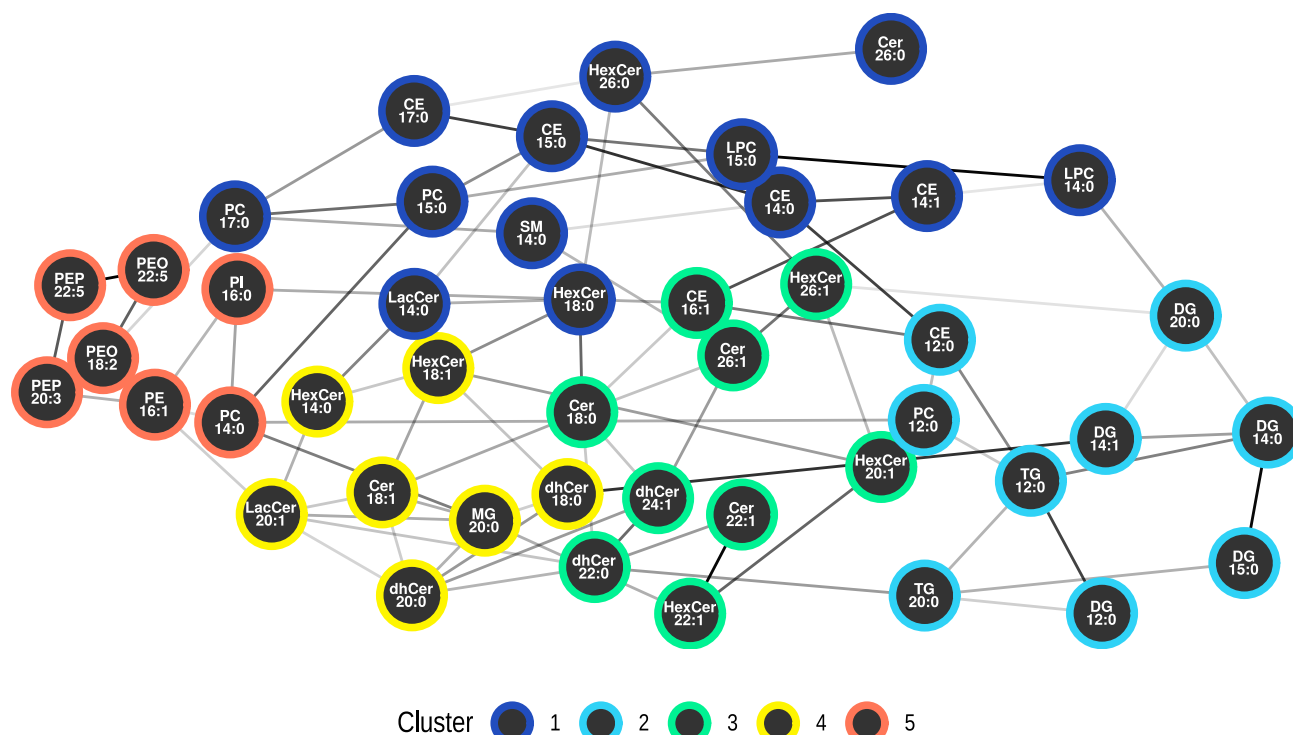 Cer
26:0
HexCer
26:0
CE
17:0
CE
15:0
LPC
15:0
LPC
14:0
CE
14:1
CE
14:0
PC
15:0
PC
17:0
SM
14:0
PEO
22:5
PEP
22:5
PI
16:0
LacCer
14:0
HexCer
18:0
CE
16:1
HexCer
26:1
DG
20:0
CE
12:0
Cer
26:1
HexCer
18:1
PEO
18:2
PEP
20:3
PE
16:1
PC
14:0
HexCer
14:0
Cer
18:0
PC
12:0
DG
14:1
DG
14:0
HexCer
20:1
TG
12:0
Cer
18:1
dhCer
18:0
dhCer
24:1
Cer
22:1
LacCer
20:1
MG
20:0
dhCer
22:0
DG
15:0
dhCer
20:0
HexCer
22:1
TG
20:0
DG
12:0
Cluster 1 2 3 4 5